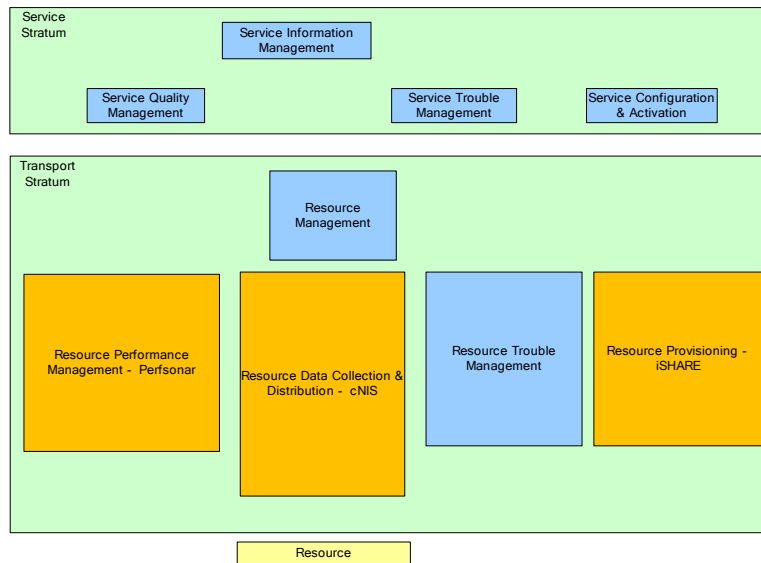 Service
Stratum
Service Information
Management
Service Quality
Management
Service Trouble
Management
Service Configuration
& Activation
Transport
Stratum
Resource
Management
Resource Performance
Management - Perfsonar
Resource Data Collection &
Distribution - cNIS
Resource Trouble
Management
Resource Provisioning -
iSHARE
Resource